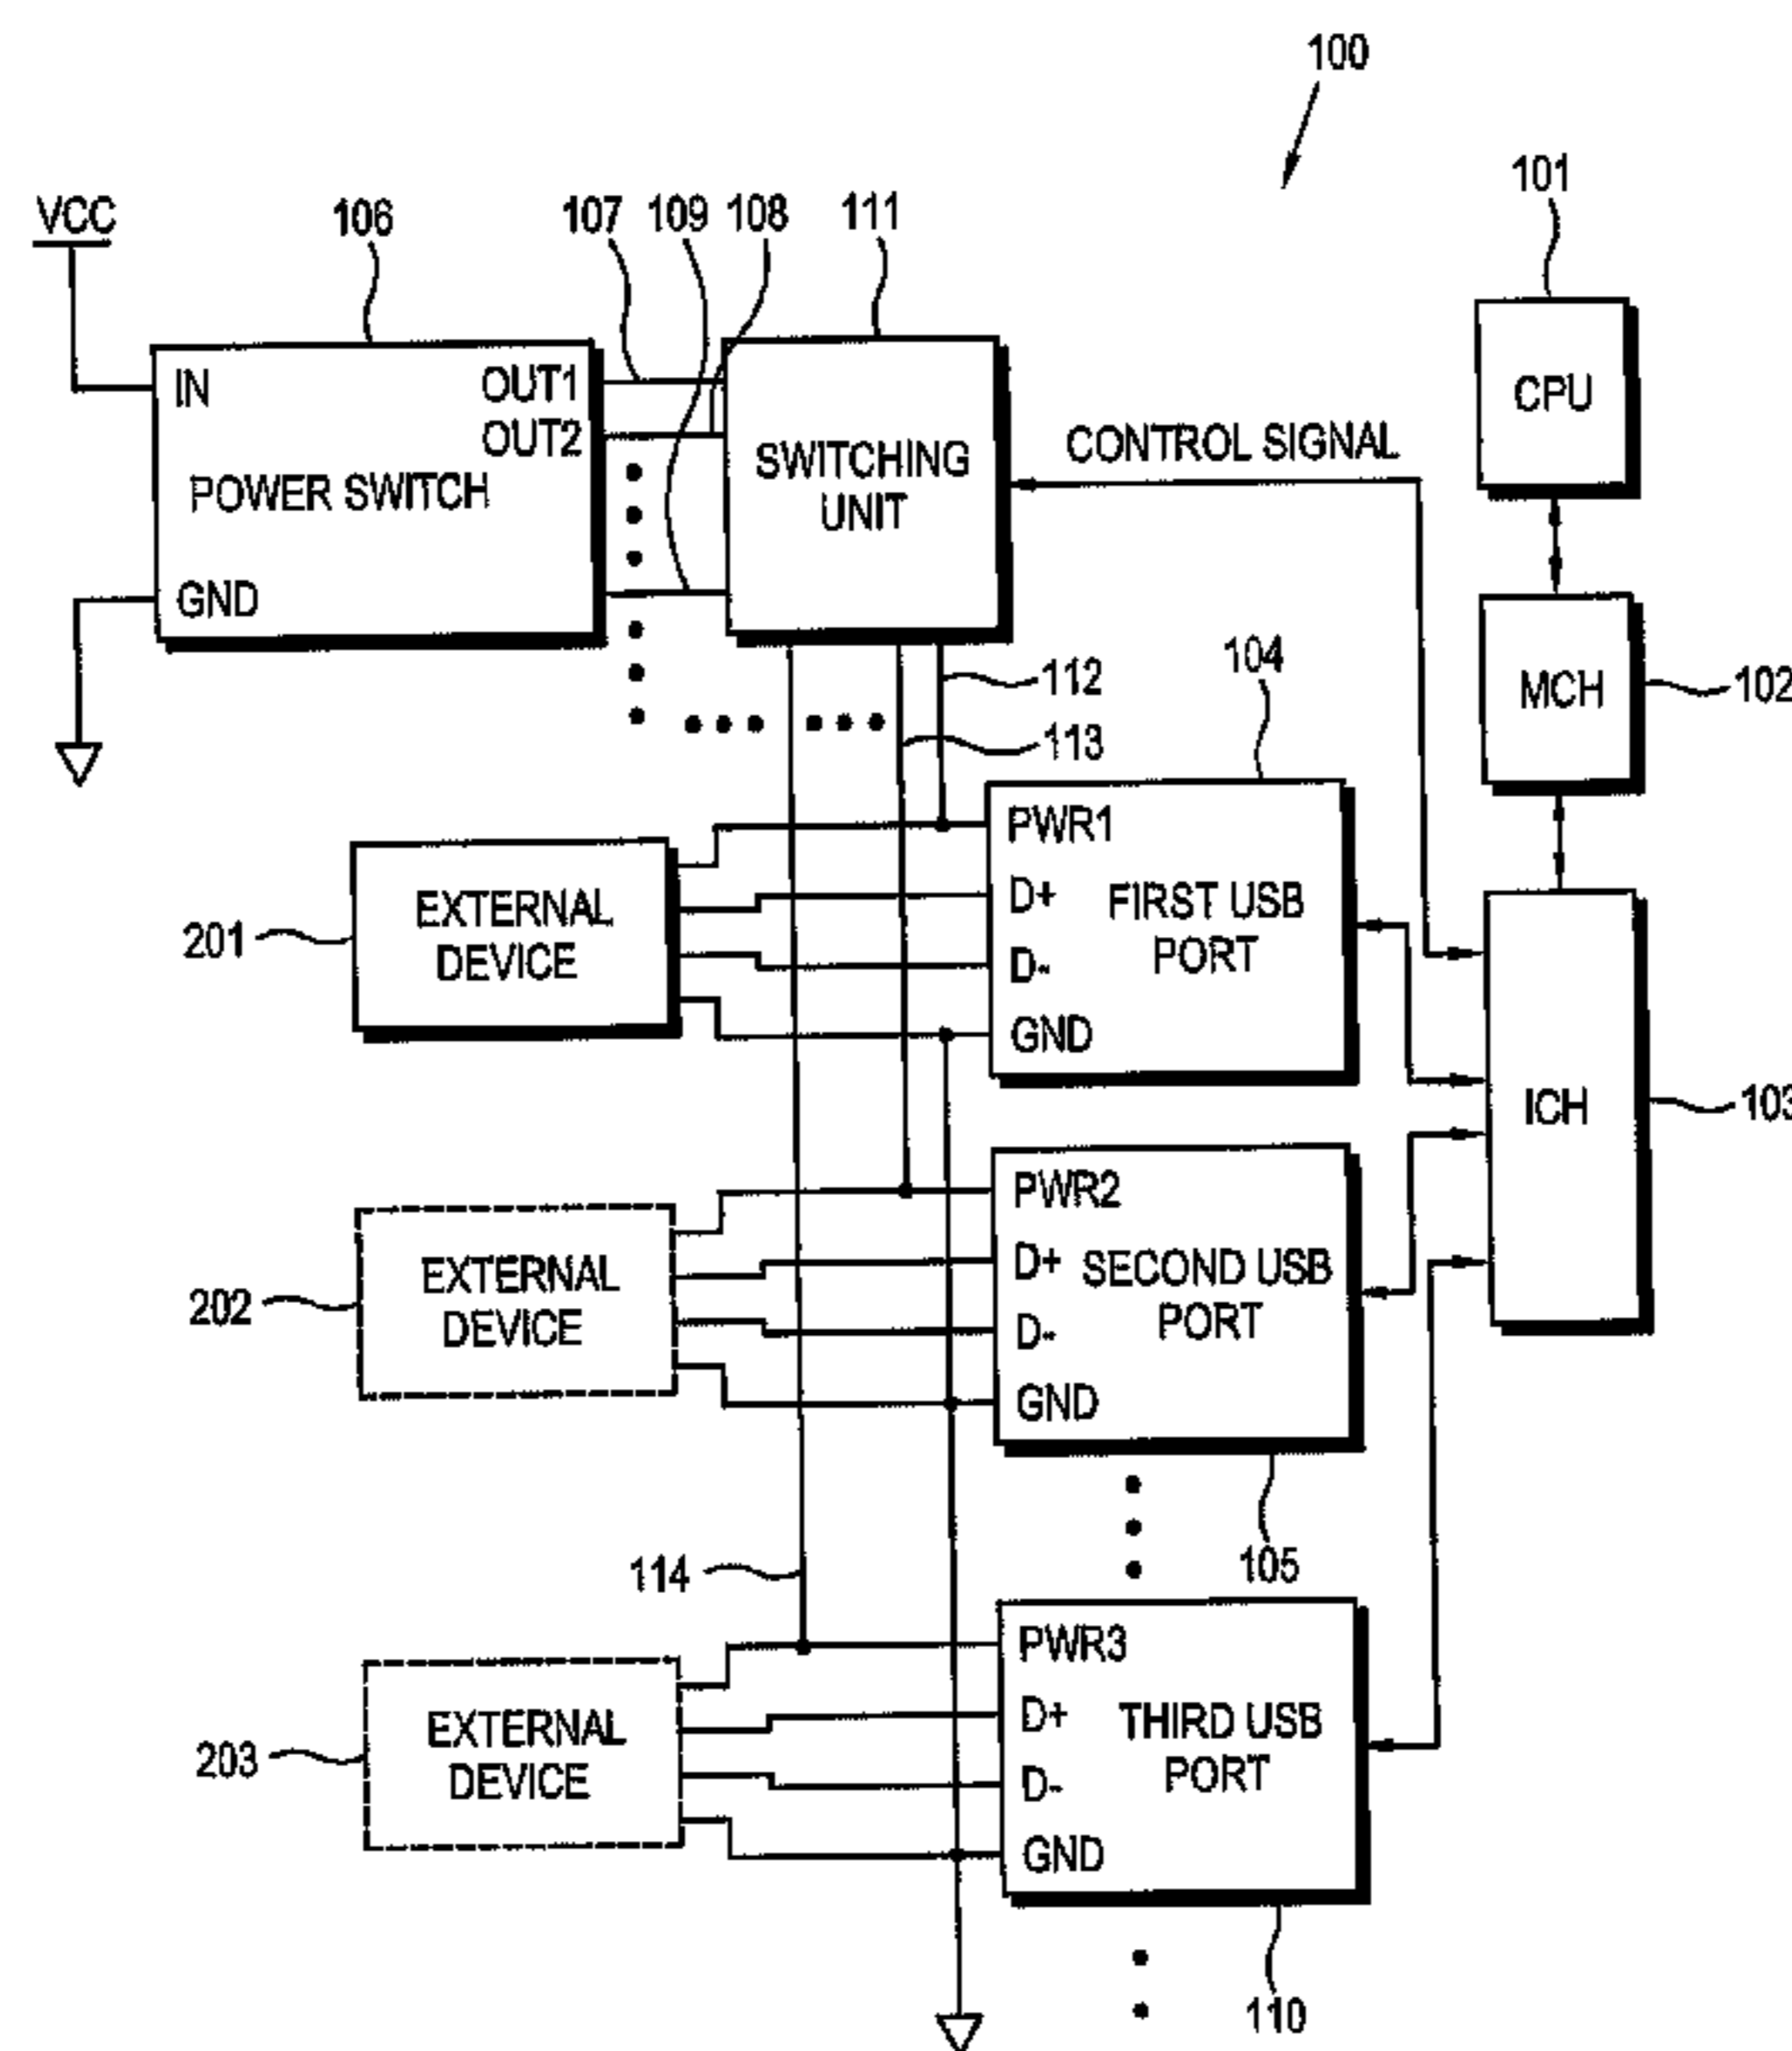 100
101
VCC
106
107
109
108
111
IN
OUT1
OUT2
POWER SWITCH
GND
SWITCHING
UNIT
CONTROL SIGNAL
CPU
MCH
102
112
113
104
PWR1
D+
D-
GND
FIRST USB
PORT
EXTERNAL
DEVICE
201
ICH
103
PWR2
D+
D-
GND
SECOND USB
PORT
EXTERNAL
DEVICE
202
105
114
PWR3
D+
D-
GND
THIRD USB
PORT
EXTERNAL
DEVICE
203
110